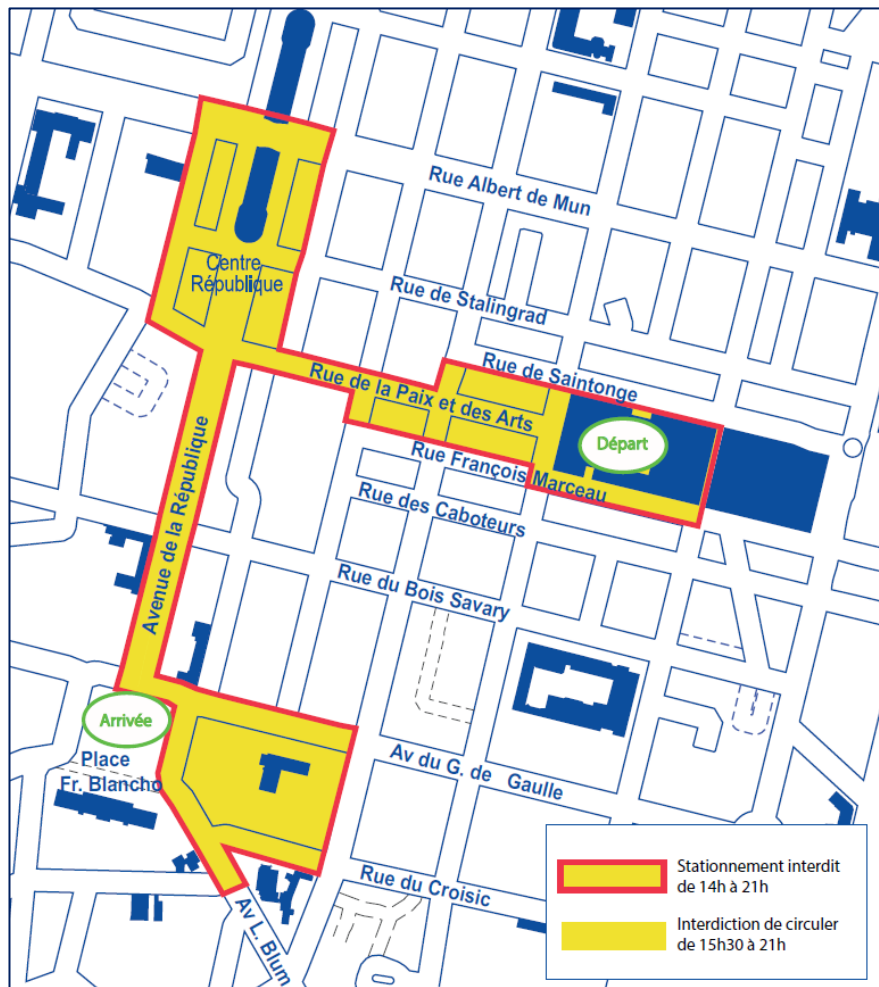 Rue Albert de Mun
Centre
République
Rue de Stalingrad
Rue de Saintonge
Rue de la Paix et des Arts
Départ
Rue François Marceau
Rue des Caboteurs
Avenue de la République
Rue du Bois Savary
Arrivée
Place
Fr. Blancho
Av du G. de Gaulle
Rue du Croisic
Av L. Blum
Stationnement interdit
de 14h à 21h
Interdiction de circuler
de 15h30 à 21h